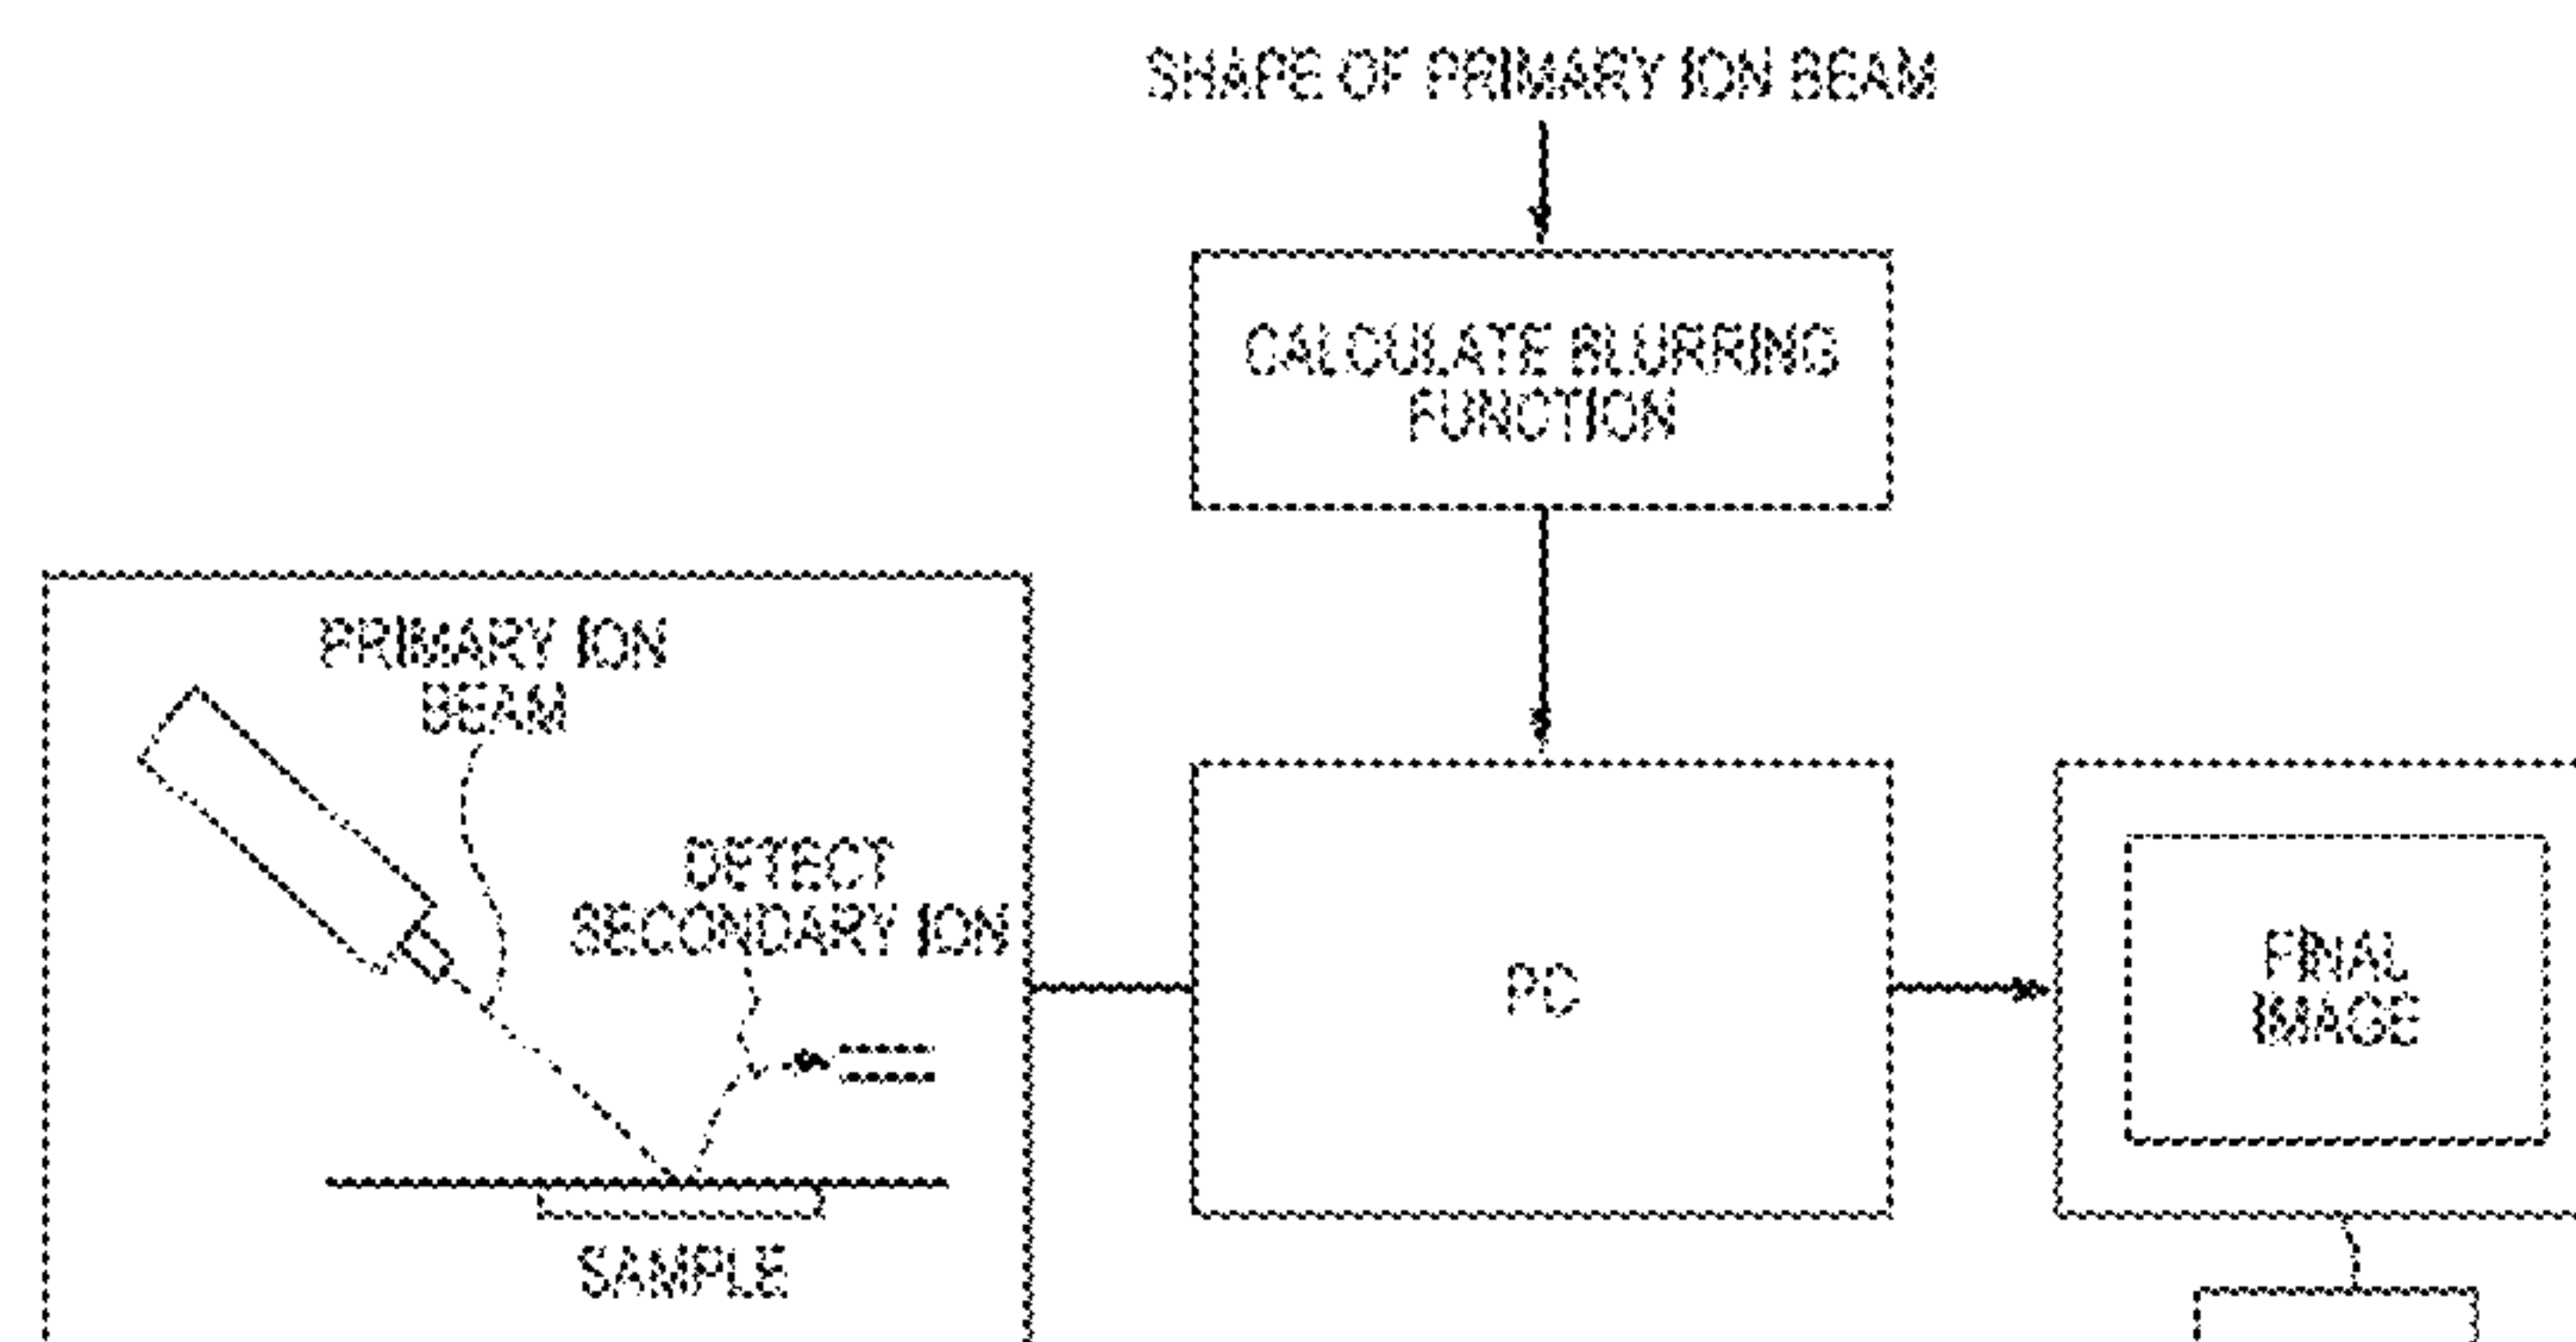 SHAPE OF PRIMARY ION BEAM
CALCULATE BLURRING
FUNCTION
PRIMARY ION
BEAM
DETECT
SECONDARY ION
SAMPLE
PC
FINAL
IMAGE